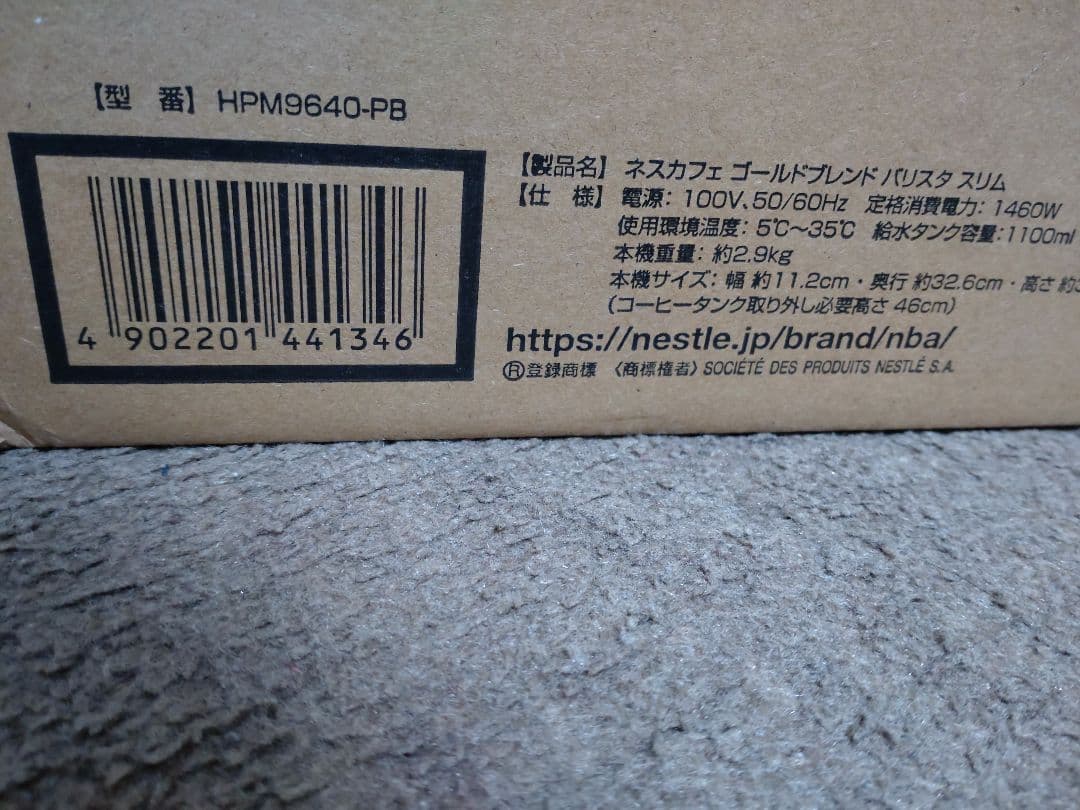 【型　番】 HPM9640-PB
4 902201 441346
【製品名】 ネスカフェ ゴールドブレンド バリスタ スリム
【仕　様】 電源：100V、50/60Hz　定格消費電力：1460W
使用環境温度：5℃～35℃　給水タンク容量：1100ml
本機重量：約2.9kg
本機サイズ：幅 約11.2cm・奥行 約32.6cm・高さ 約
(コーヒータンク取り外し必要高さ 46cm)
https://nestle.jp/brand/nba/
Ⓡ登録商標 〈商標権者〉 SOCIÉTÉ DES PRODUITS NESTLÉ S.A.